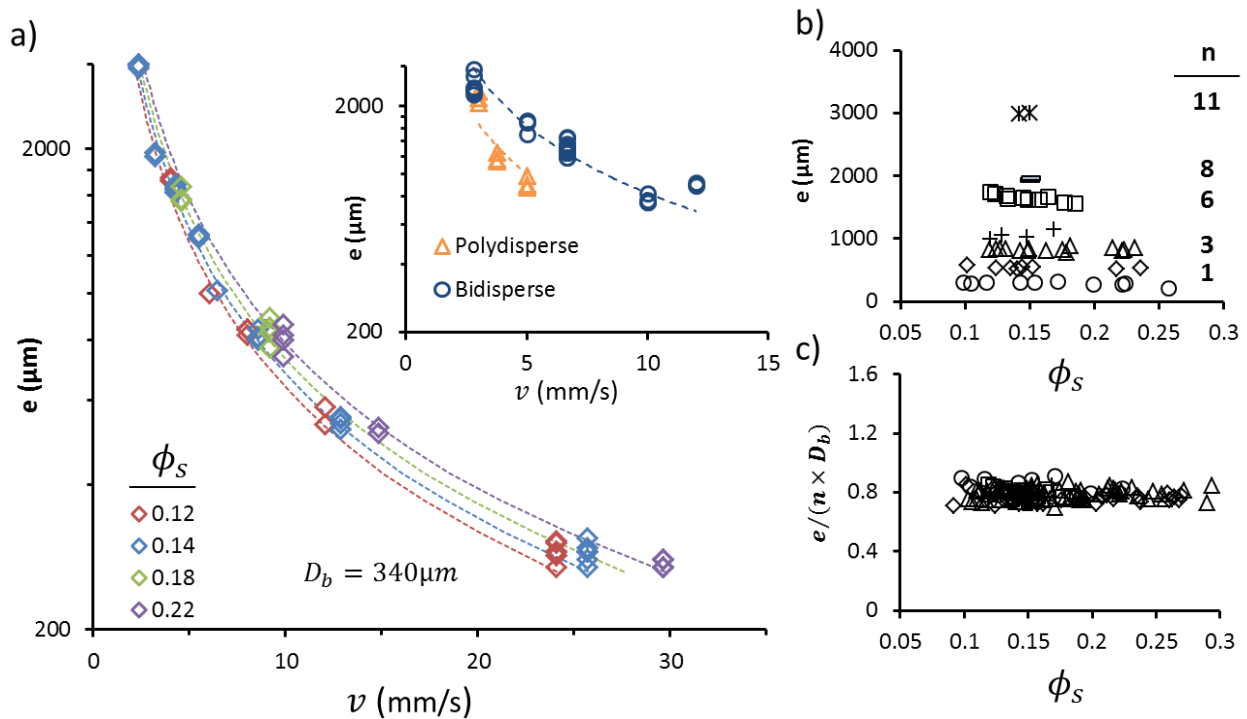 a)
e (µm)
2000
200
0
10
20
30
v (mm/s)
ϕS
0.12
0.14
0.18
0.22
D_b = 340µm
e (µm)
2000
200
0
5
10
15
v (mm/s)
Polydisperse
Bidisperse
b)
e (µm)
4000
3000
2000
1000
0
0.05
0.1
0.15
0.2
0.25
0.3
ϕS
n
11
8
6
3
1
c)
e/(n × D_b)
1.6
1.2
0.8
0.4
0
0.05
0.1
0.15
0.2
0.25
0.3
ϕS